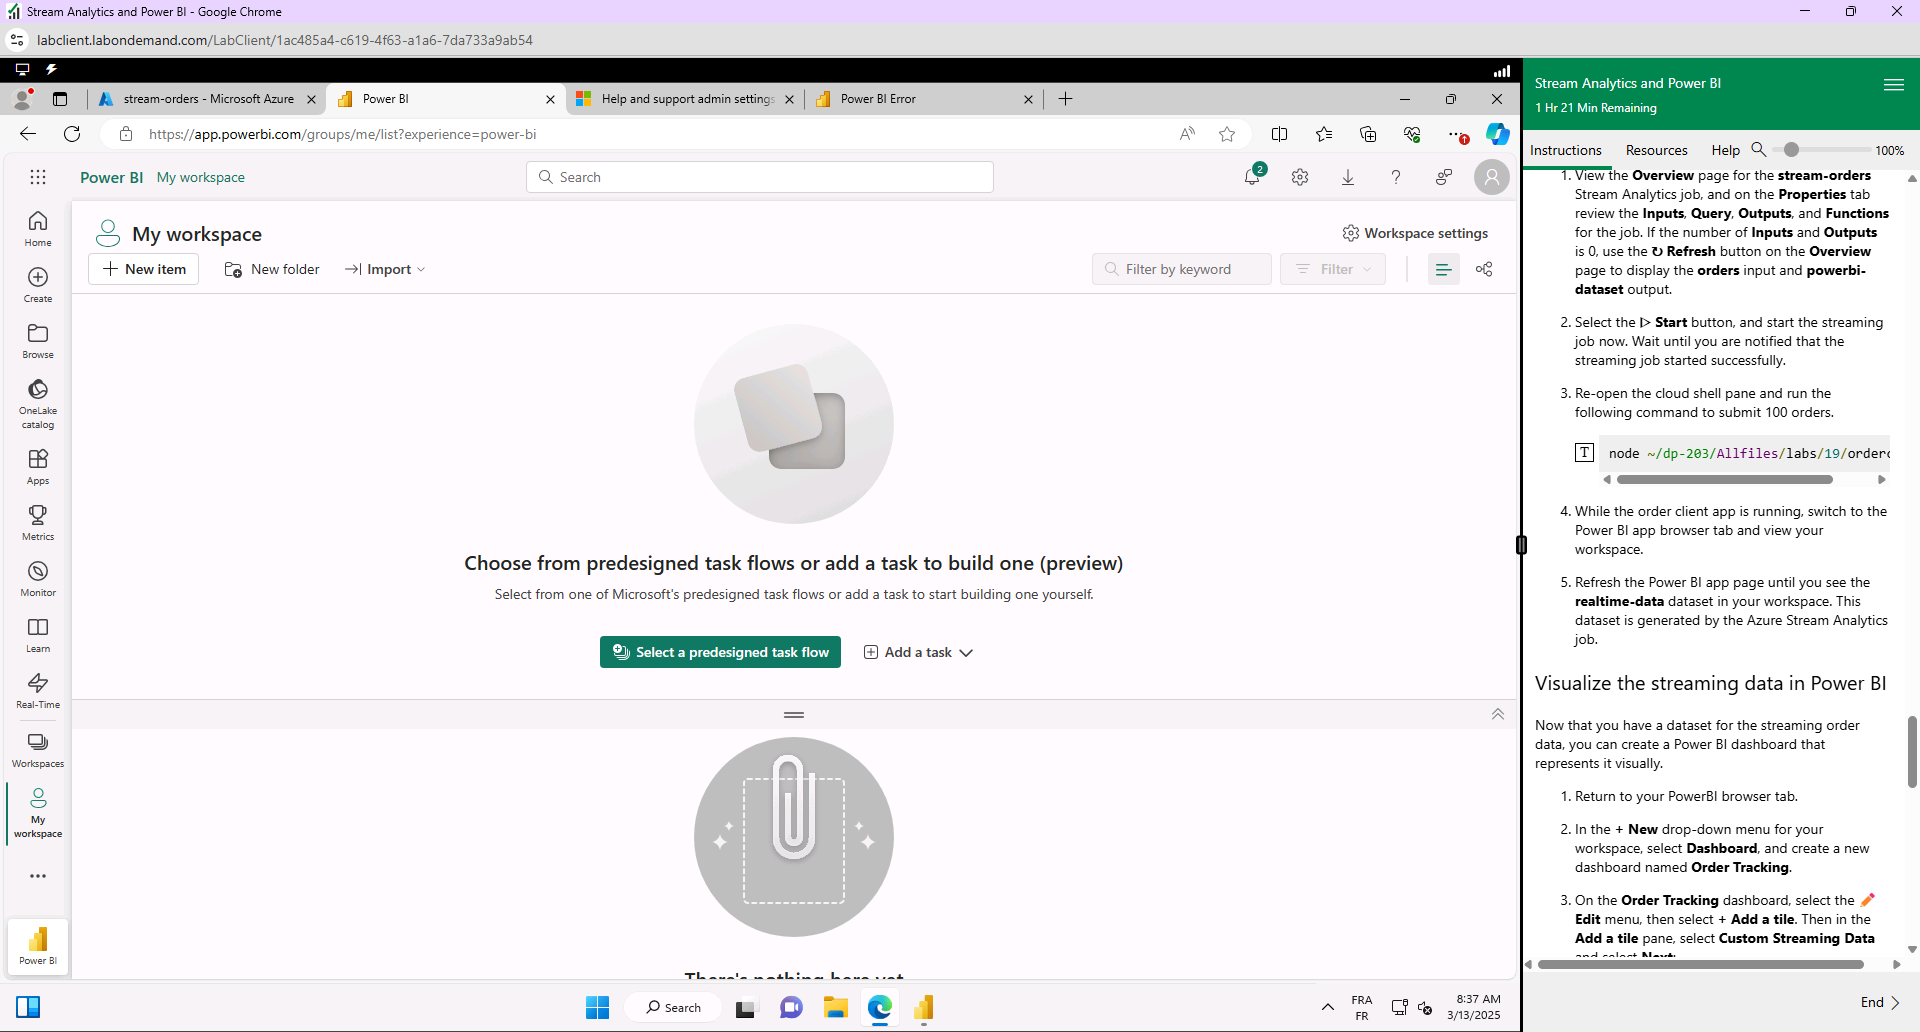 Stream Analytics and Power BI - Google Chrome
labclient.labondemand.com/LabClient/1ac485a4-c619-4f63-a1a6-7da733a9ab54
stream-orders - Microsoft Azure
Power BI
Help and support admin settings
Power BI Error
https://app.powerbi.com/groups/me/list?experience=power-bi
Power BI
My workspace
Search
2
Home
Create
Browse
OneLake
catalog
Apps
Metrics
Monitor
Learn
Real-Time
Workspaces
My
workspace
Power BI
My workspace
Workspace settings
New item
New folder
Import
Filter by keyword
Filter
Choose from predesigned task flows or add a task to build one (preview)
Select from one of Microsoft's predesigned task flows or add a task to start building one yourself.
Select a predesigned task flow
Add a task
There's nothing here yet
Search
FRA
FR
8:37 AM
3/13/2025
Stream Analytics and Power BI
1 Hr 21 Min Remaining
Instructions
Resources
Help
100%
1. View the Overview page for the stream-orders
Stream Analytics job, and on the Properties tab
review the Inputs, Query, Outputs, and Functions
for the job. If the number of Inputs and Outputs
is 0, use the ↻ Refresh button on the Overview
page to display the orders input and powerbi-
dataset output.
2. Select the ▷ Start button, and start the streaming
job now. Wait until you are notified that the
streaming job started successfully.
3. Re-open the cloud shell pane and run the
following command to submit 100 orders.
T
node ~/dp-203/Allfiles/labs/19/orderc
4. While the order client app is running, switch to the
Power BI app browser tab and view your
workspace.
5. Refresh the Power BI app page until you see the
realtime-data dataset in your workspace. This
dataset is generated by the Azure Stream Analytics
job.
Visualize the streaming data in Power BI
Now that you have a dataset for the streaming order
data, you can create a Power BI dashboard that
represents it visually.
1. Return to your PowerBI browser tab.
2. In the + New drop-down menu for your
workspace, select Dashboard, and create a new
dashboard named Order Tracking.
3. On the Order Tracking dashboard, select the ✏️
Edit menu, then select + Add a tile. Then in the
Add a tile pane, select Custom Streaming Data
and select Next:
End